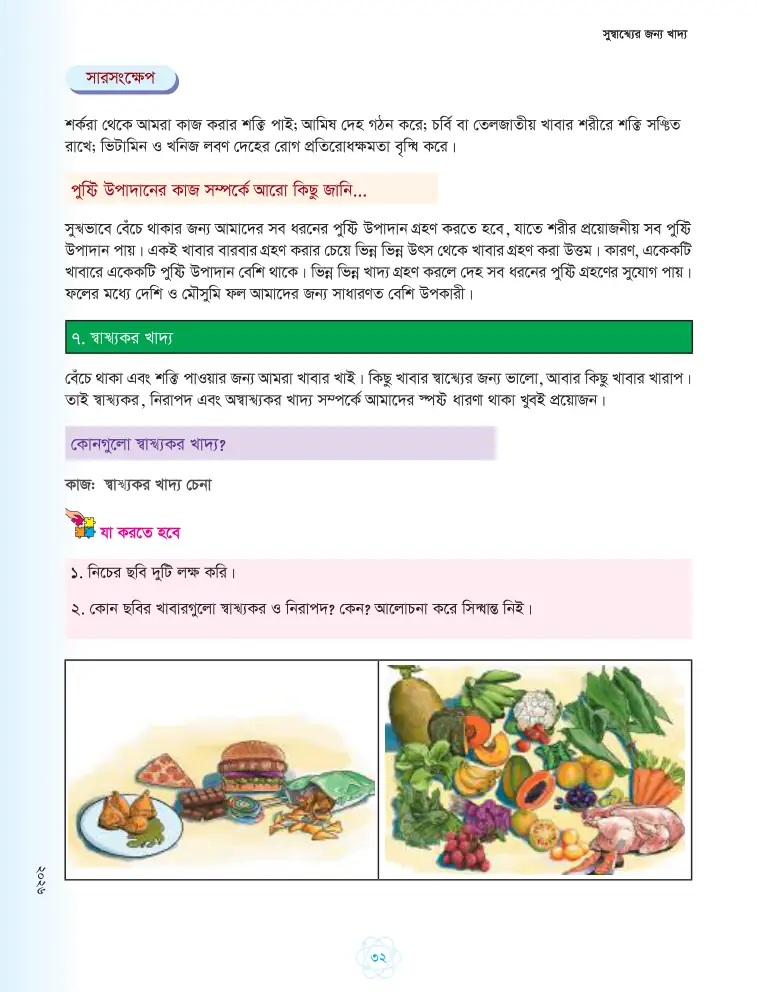 সুস্বাস্থ্যের জন্য খাদ্য
সারসংক্ষেপ
শর্করা থেকে আমরা কাজ করার শক্তি পাই; আমিষ দেহ গঠন করে; চর্বি বা তেলজাতীয় খাবার শরীরে শক্তি সঞ্চিত
রাখে; ভিটামিন ও খনিজ লবণ দেহের রোগ প্রতিরোধক্ষমতা বৃদ্ধি করে।
পুষ্টি উপাদানের কাজ সম্পর্কে আরো কিছু জানি...
সুস্থভাবে বেঁচে থাকার জন্য আমাদের সব ধরনের পুষ্টি উপাদান গ্রহণ করতে হবে, যাতে শরীর প্রয়োজনীয় সব পুষ্টি
উপাদান পায়। একই খাবার বারবার গ্রহণ করার চেয়ে ভিন্ন ভিন্ন উৎস থেকে খাবার গ্রহণ করা উত্তম। কারণ, একেকটি
খাবারে একেকটি পুষ্টি উপাদান বেশি থাকে। ভিন্ন ভিন্ন খাদ্য গ্রহণ করলে দেহ সব ধরনের পুষ্টি গ্রহণের সুযোগ পায়।
ফলের মধ্যে দেশি ও মৌসুমি ফল আমাদের জন্য সাধারণত বেশি উপকারী।
৭. স্বাস্থ্যকর খাদ্য
বেঁচে থাকা এবং শক্তি পাওয়ার জন্য আমরা খাবার খাই। কিছু খাবার স্বাস্থ্যের জন্য ভালো, আবার কিছু খাবার খারাপ।
তাই স্বাস্থ্যকর, নিরাপদ এবং অস্বাস্থ্যকর খাদ্য সম্পর্কে আমাদের স্পষ্ট ধারণা থাকা খুবই প্রয়োজন।
কোনগুলো স্বাস্থ্যকর খাদ্য?
কাজ: স্বাস্থ্যকর খাদ্য চেনা
যা করতে হবে
১. নিচের ছবি দুটি লক্ষ করি।
২. কোন ছবির খাবারগুলো স্বাস্থ্যকর ও নিরাপদ? কেন? আলোচনা করে সিদ্ধান্ত নিই।
২০২৬
৩২